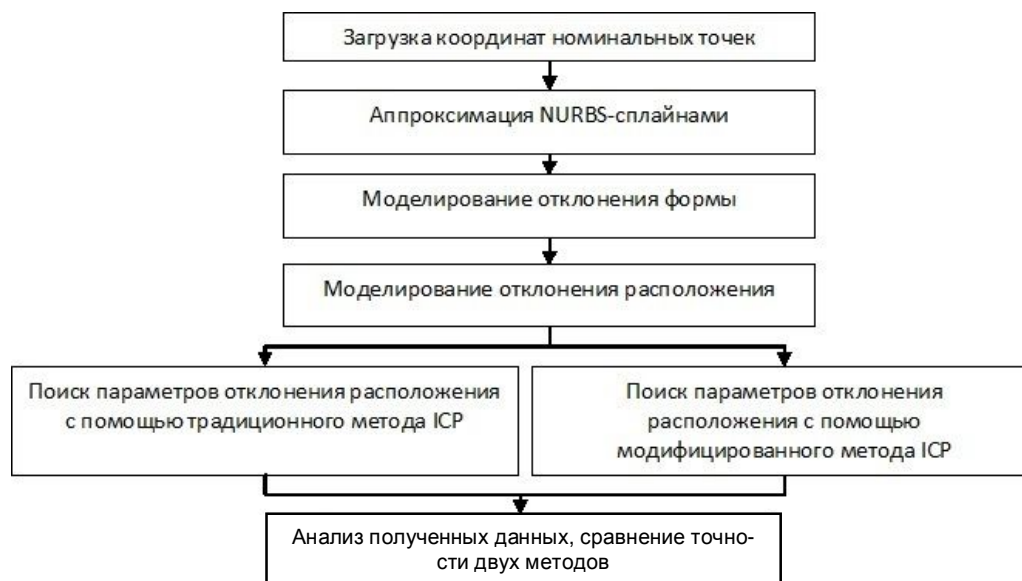 Загрузка координат номинальных точек
Аппроксимация NURBS-сплайнами
Моделирование отклонения формы
Моделирование отклонения расположения
Поиск параметров отклонения расположения
с помощью традиционного метода ICP
Поиск параметров отклонения
расположения с помощью
модифицированного метода ICP
Анализ полученных данных, сравнение точно-
сти двух методов